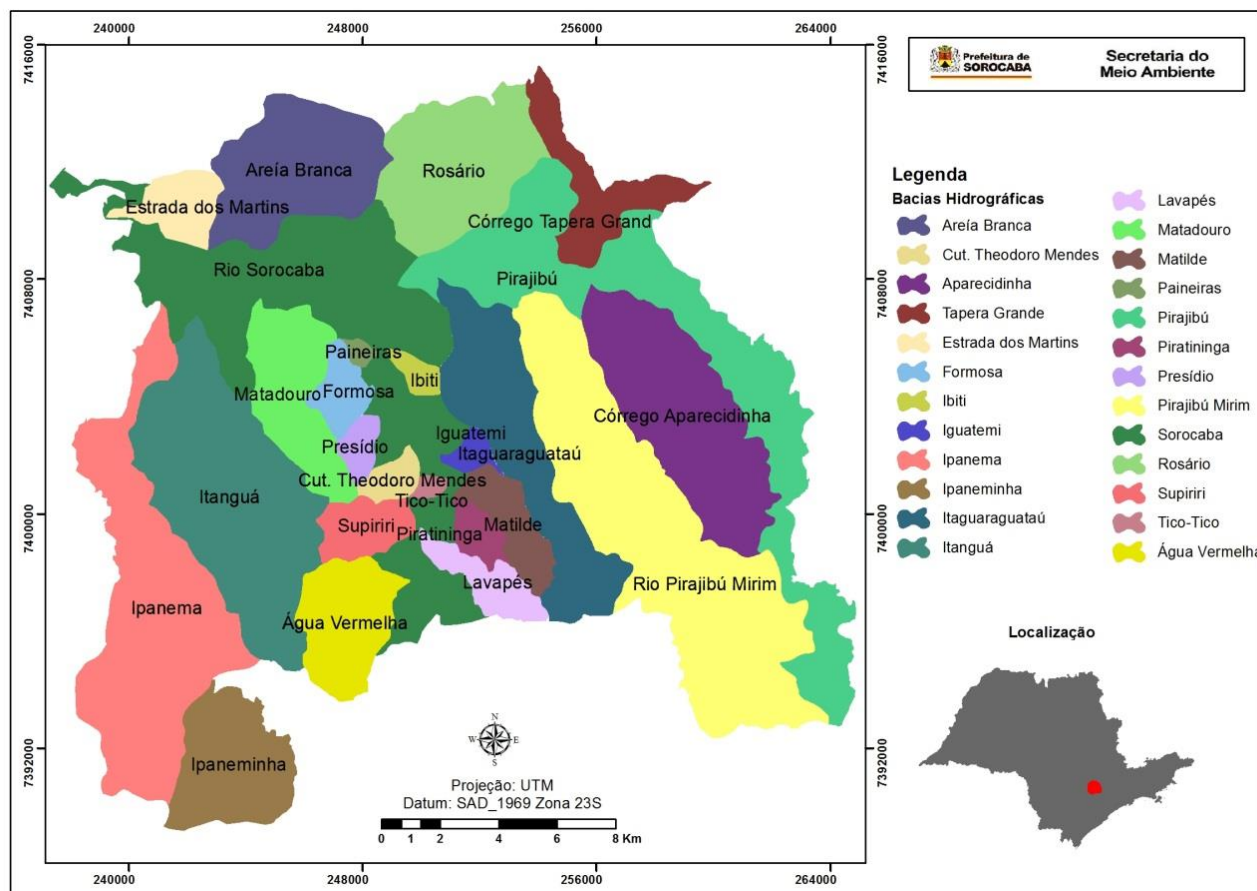 240000
248000
256000
264000
7416000
7416000
Prefeitura de
SOROCABA
Secretaria do
Meio Ambiente
Areía Branca
Rosário
Estrada dos Martins
Córrego Tapera Grand
Rio Sorocaba
Pirajibú
7408000
7408000
Paineiras
Ibiti
Matadouro
Formosa
Córrego Aparecidinha
Iguatemi
Presídio
Itaguaraguataú
Cut. Theodoro Mendes
Itanguá
Tico-Tico
Supiriri
Piratininga
Matilde
7400000
7400000
Lavapés
Rio Pirajibú Mirim
Ipanema
Água Vermelha
Ipaneminha
7392000
7392000
N
W
E
S
Projeção: UTM
Datum: SAD_1969 Zona 23S
0 1 2 4 6 8 Km
240000
248000
256000
264000
Legenda
Bacias Hidrográficas
Areía Branca
Cut. Theodoro Mendes
Aparecidinha
Tapera Grande
Estrada dos Martins
Formosa
Ibiti
Iguatemi
Ipanema
Ipaneminha
Itaguaraguataú
Itanguá
Lavapés
Matadouro
Matilde
Paineiras
Pirajibú
Piratininga
Presídio
Pirajibú Mirim
Sorocaba
Rosário
Supiriri
Tico-Tico
Água Vermelha
Localização